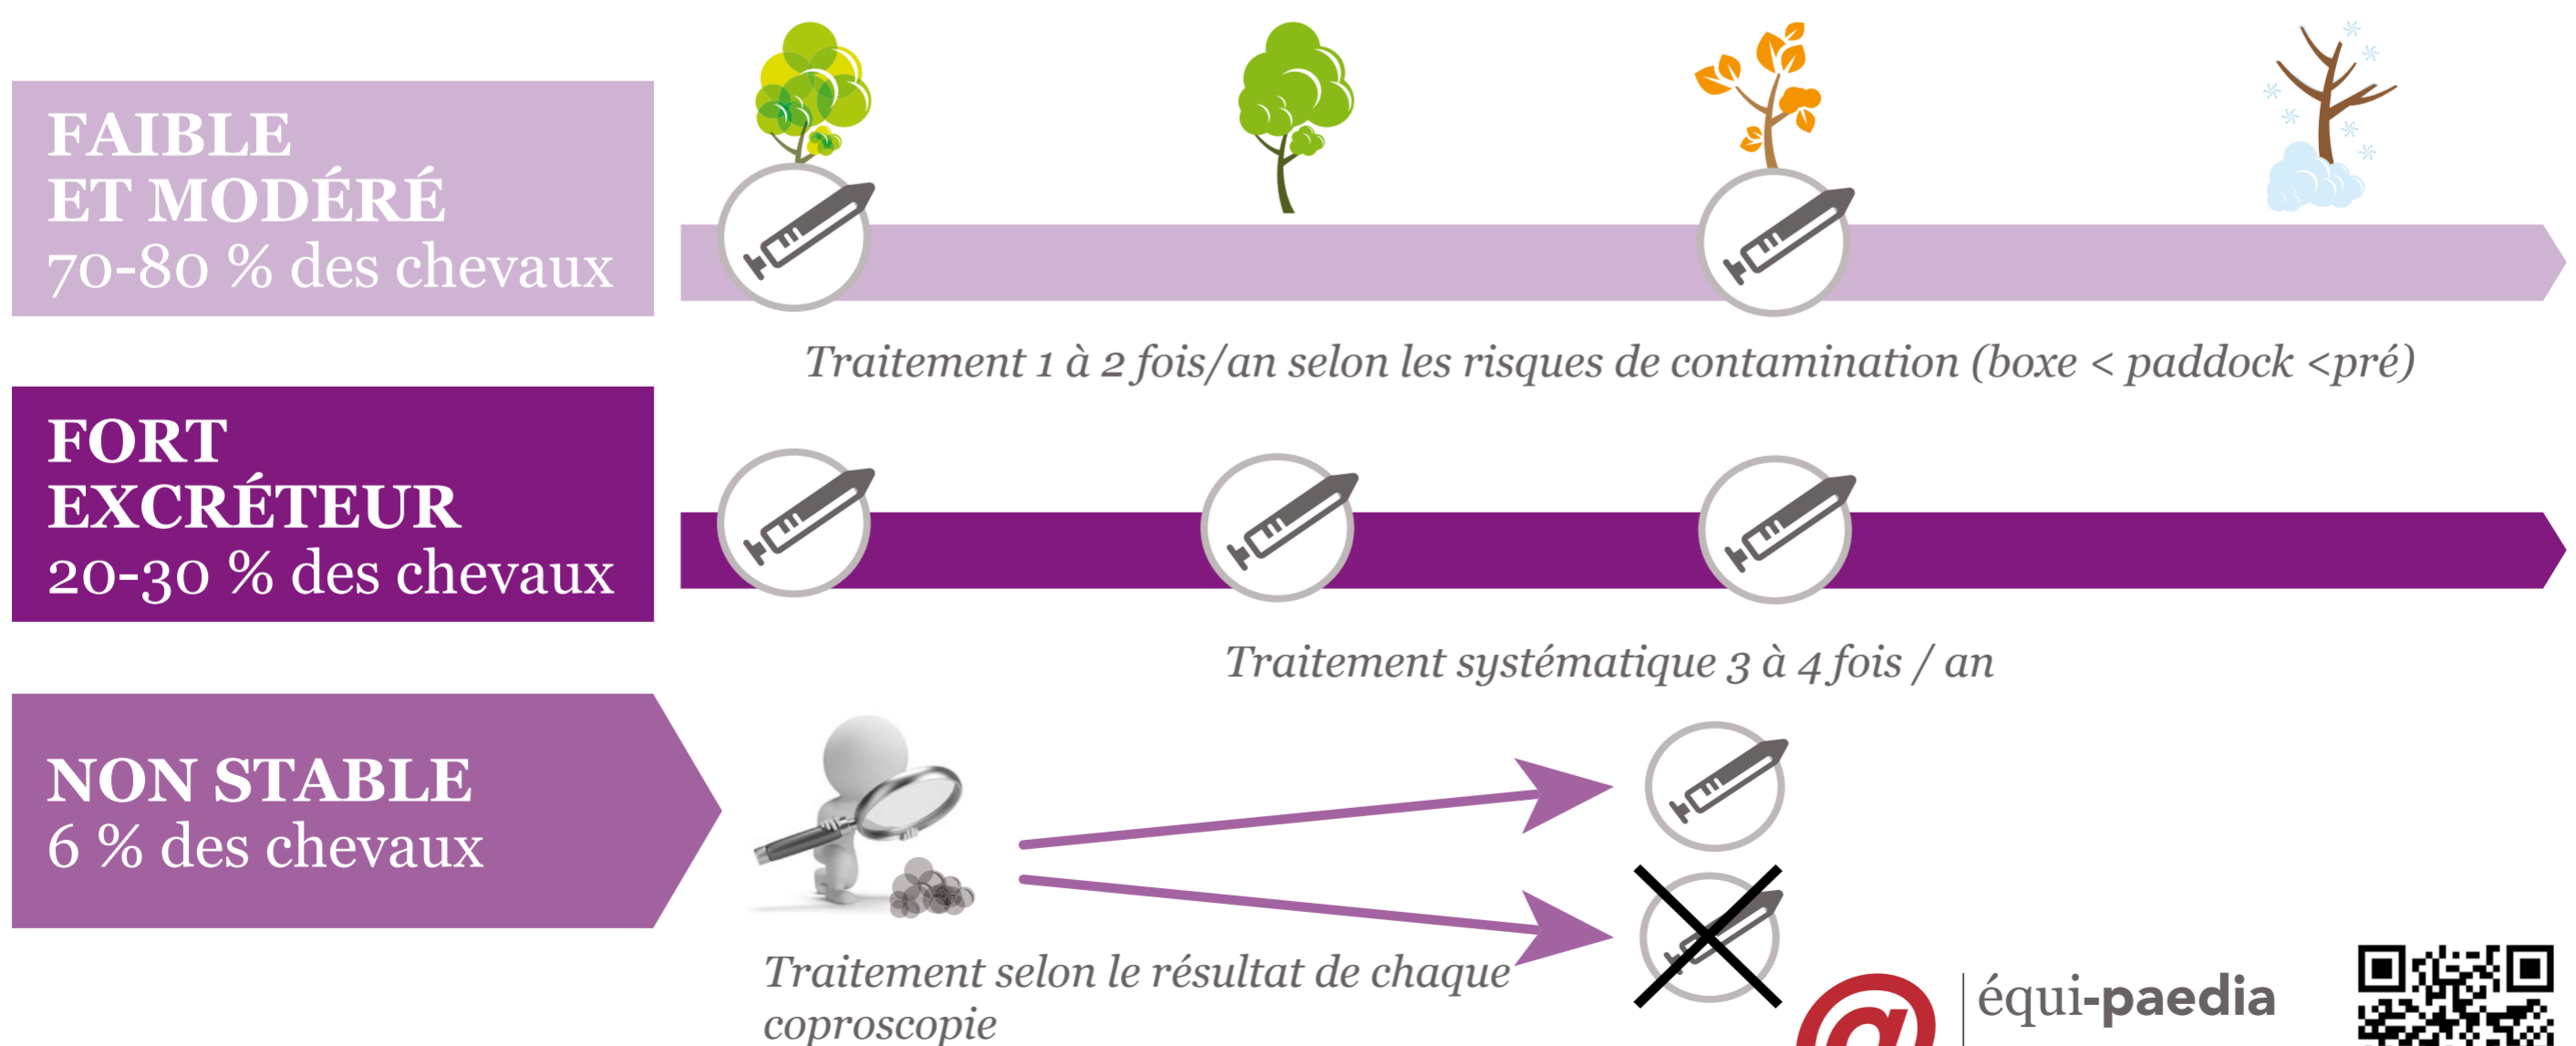 FAIBLE
ET MODÉRÉ
70-80 % des chevaux
Traitement 1 à 2 fois/an selon les risques de contamination (boxe < paddock <pré)
FORT
EXCRÉTEUR
20-30 % des chevaux
Traitement systématique 3 à 4 fois / an
NON STABLE
6 % des chevaux
Traitement selon le résultat de chaque
coproscopie
@
équi-paedia